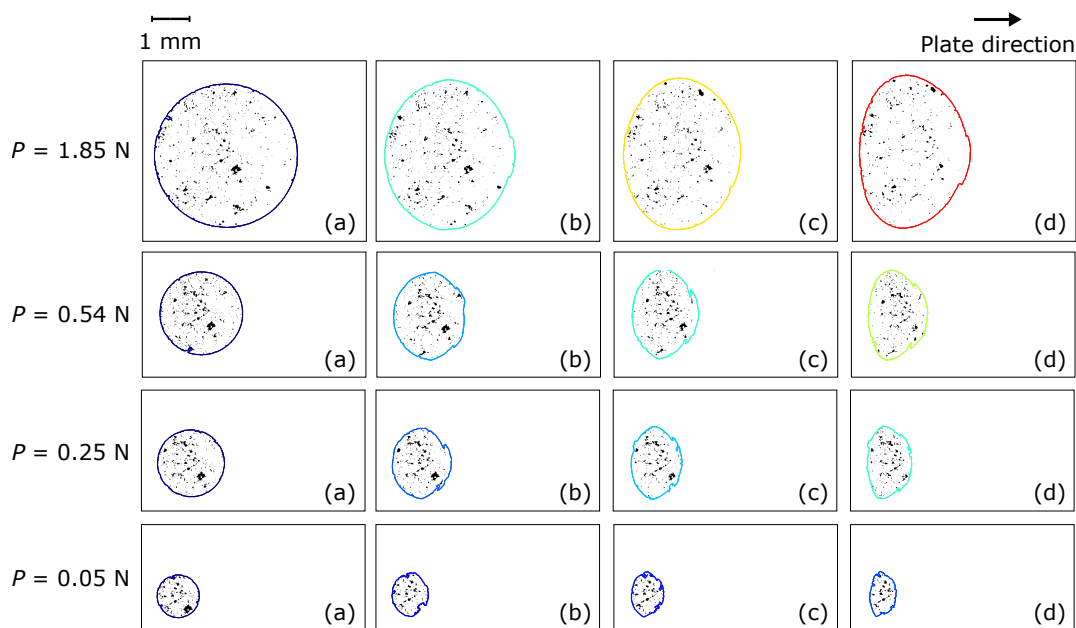 1 mm
Plate direction
P = 1.85 N
(a)
(b)
(c)
(d)
P = 0.54 N
(a)
(b)
(c)
(d)
P = 0.25 N
(a)
(b)
(c)
(d)
P = 0.05 N
(a)
(b)
(c)
(d)